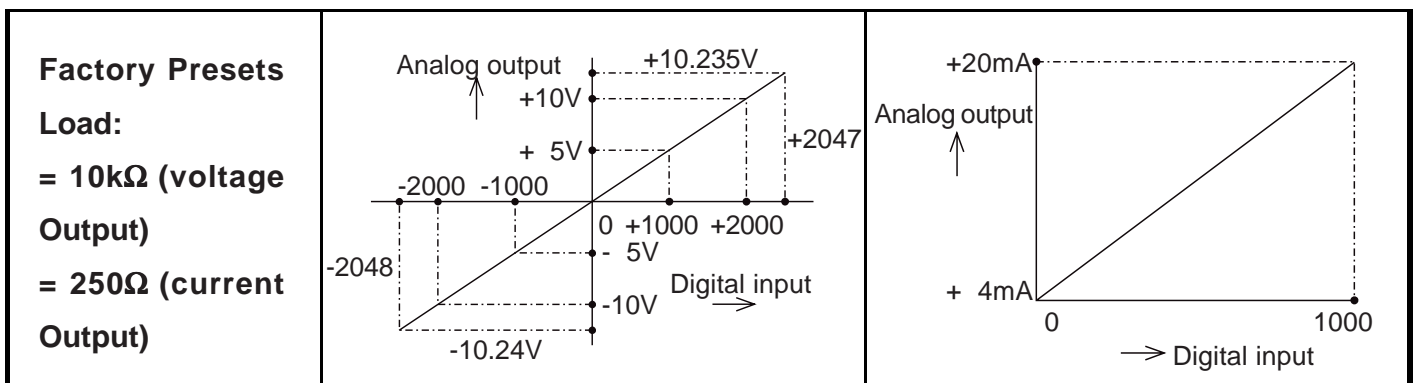 Factory Presets
Load:
= 10kΩ (voltage
Output)
= 250Ω (current
Output)
Analog output
+10.235V
+10V
+ 5V
+2047
-2000 -1000
0 +1000 +2000
- 5V
-2048
Digital input
-10V
-10.24V
+20mA
Analog output
+ 4mA
0 1000
Digital input